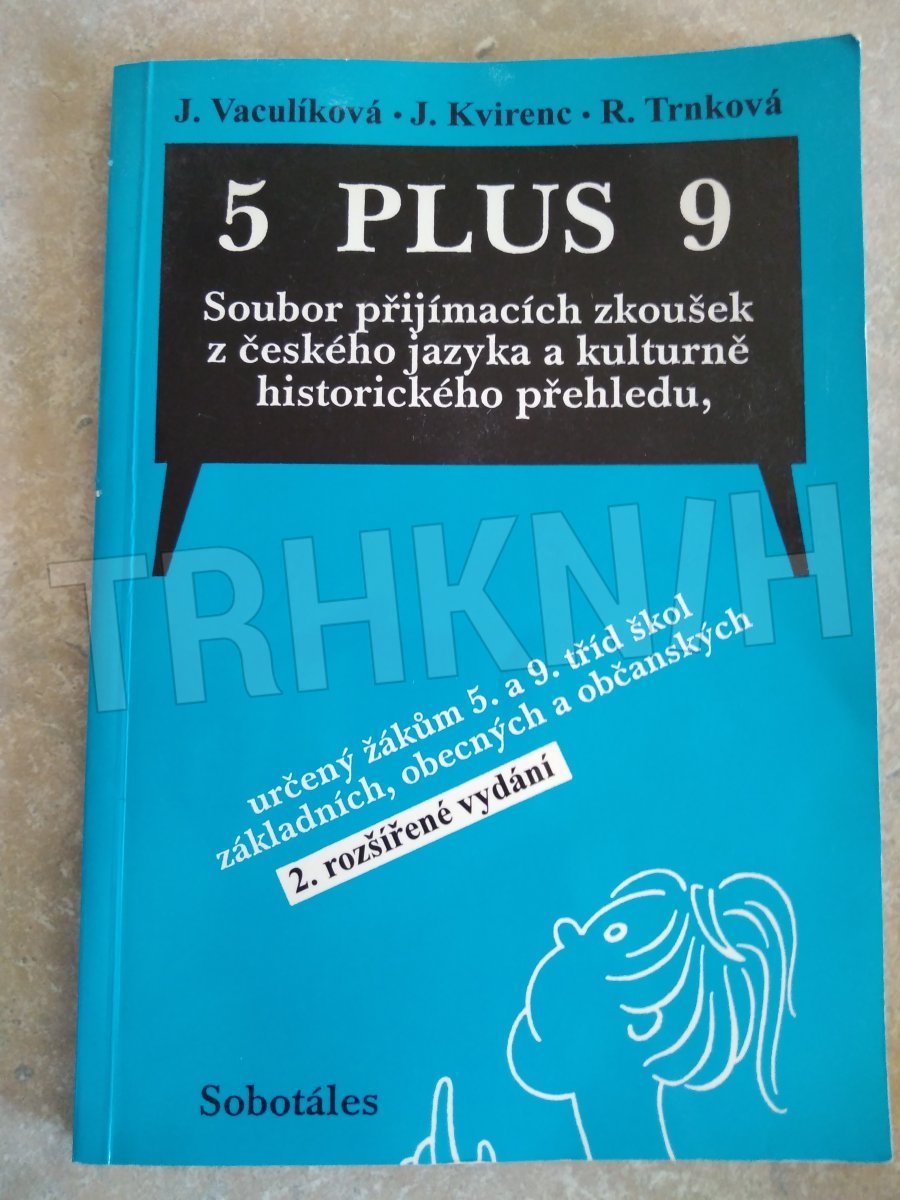 J. Vaculíková · J. Kvirenc · R. Trnková
5 PLUS 9
Soubor přijímacích zkoušek
z českého jazyka a kulturně
historického přehledu,
TRHKN/H
určený žákům 5. a 9. tříd škol
základních, obecných a občanských
2. rozšířené vydání
Sobotáles